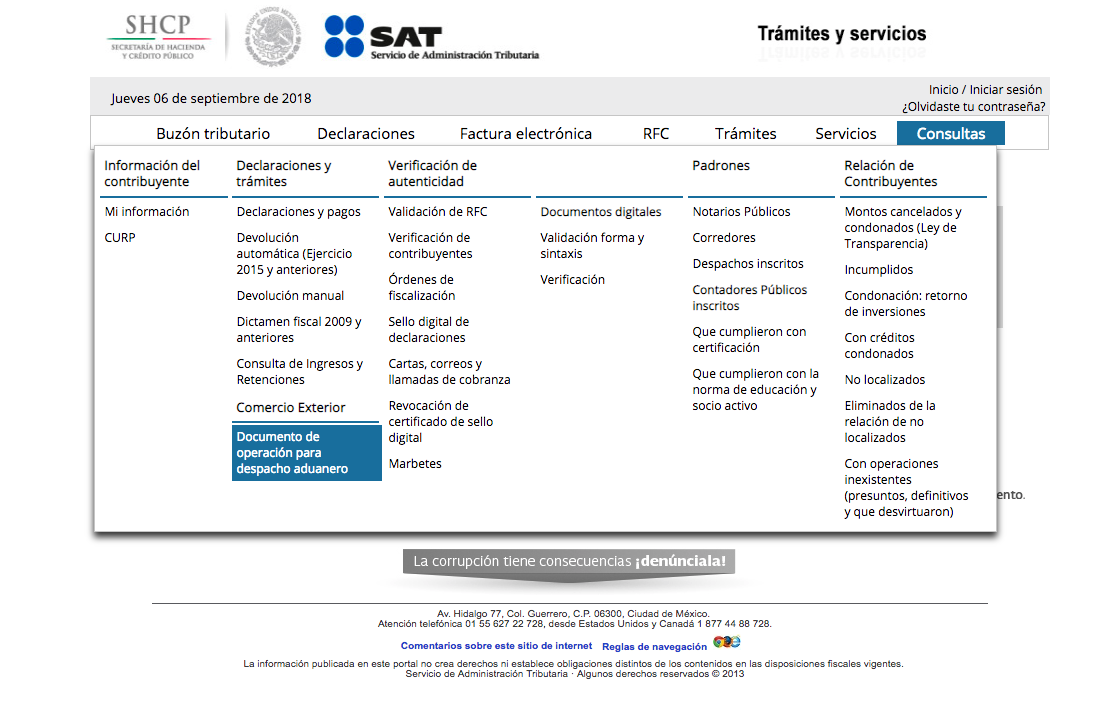 SHCP
SECRETARÍA DE HACIENDA
Y CRÉDITO PÚBLICO
ESTADOS UNIDOS MEXICANOS
SAT
Servicio de Administración Tributaria
Trámites y servicios
Jueves 06 de septiembre de 2018
Inicio / Iniciar sesión
¿Olvidaste tu contraseña?
Buzón tributario
Declaraciones
Factura electrónica
RFC
Trámites
Servicios
Consultas
Información del
contribuyente
Mi información
CURP
Declaraciones y
trámites
Declaraciones y pagos
Devolución
automática (Ejercicio
2015 y anteriores)
Devolución manual
Dictamen fiscal 2009 y
anteriores
Consulta de Ingresos y
Retenciones
Comercio Exterior
Documento de
operación para
despacho aduanero
Verificación de
autenticidad
Validación de RFC
Verificación de
contribuyentes
Órdenes de
fiscalización
Sello digital de
declaraciones
Cartas, correos y
llamadas de cobranza
Revocación de
certificado de sello
digital
Marbetes
Documentos digitales
Validación forma y
sintaxis
Verificación
Padrones
Notarios Públicos
Corredores
Despachos inscritos
Contadores Públicos
inscritos
Que cumplieron con
certificación
Que cumplieron con la
norma de educación y
socio activo
Relación de
Contribuyentes
Montos cancelados y
condonados (Ley de
Transparencia)
Incumplidos
Condonación: retorno
de inversiones
Con créditos
condonados
No localizados
Eliminados de la
relación de no
localizados
Con operaciones
inexistentes
(presuntos, definitivos
y que desvirtuaron)
ento.
La corrupción tiene consecuencias ¡denúnciala!
Av. Hidalgo 77, Col. Guerrero, C.P. 06300, Ciudad de México.
Atención telefónica 01 55 627 22 728, desde Estados Unidos y Canadá 1 877 44 88 728.
Comentarios sobre este sitio de internet Reglas de navegación
La información publicada en este portal no crea derechos ni establece obligaciones distintos de los contenidos en las disposiciones fiscales vigentes.
Servicio de Administración Tributaria · Algunos derechos reservados © 2013